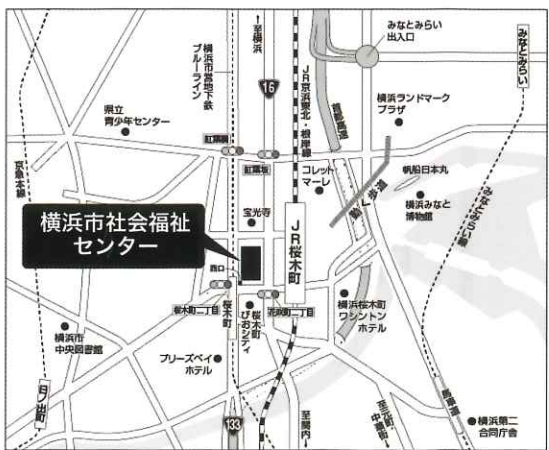 みなとみらい
出入口
みなとみらい
↑至横浜
横浜市営地下鉄
ブルーライン
16
JR京浜東北・根岸線
首都高速
県立
青少年センター
横浜ランドマーク
プラザ
京急本線
紅葉橋
紅葉坂
コレット
マーレ
動く歩道
帆船日本丸
横浜みなと
博物館
みなとみらい線
宝光寺
横浜市社会福祉
センター
JR桜木町
西口
桜木町二丁目
桜木町
桜木町
ぴおシティ
花咲町二丁目
横浜桜木町
ワシントン
ホテル
横浜市
中央図書館
ブリーズベイ
ホテル
日ノ出町
133
至関内↓
至元町・
中華街↓
馬車道
横浜第二
合同庁舎